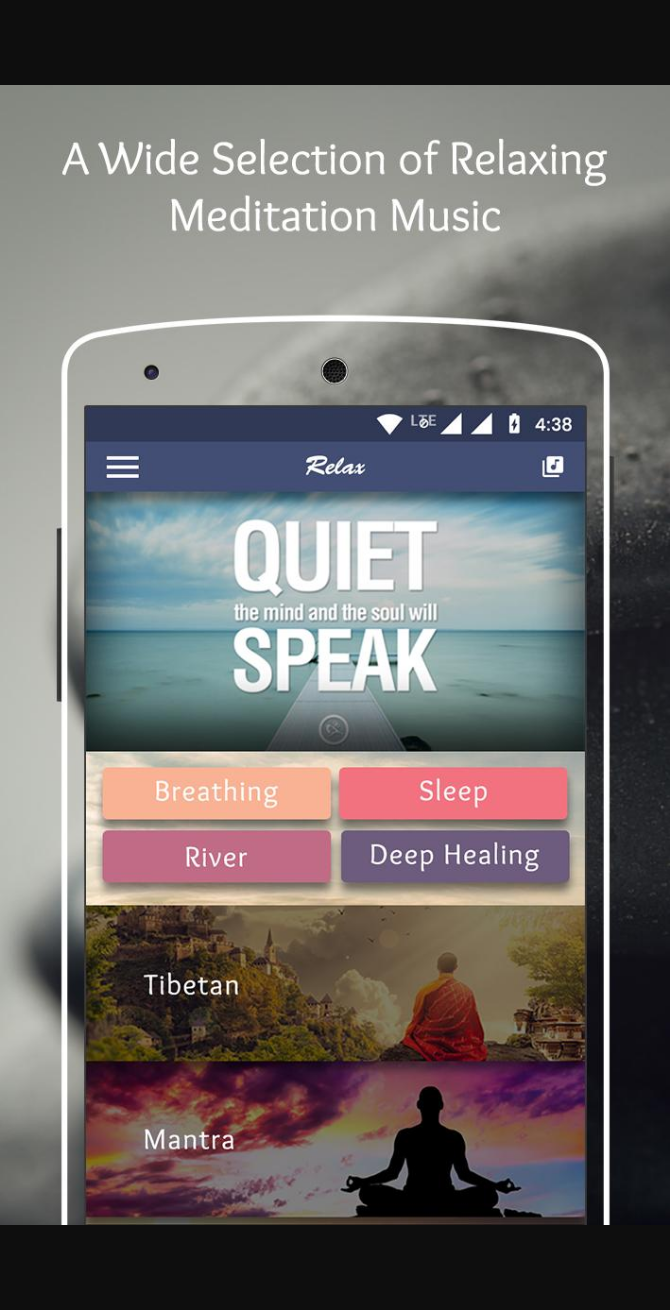 A Wide Selection of Relaxing
Meditation Music
LTE 4:38
Relax
QUIET
the mind and the soul will
SPEAK
Breathing
Sleep
River
Deep Healing
Tibetan
Mantra